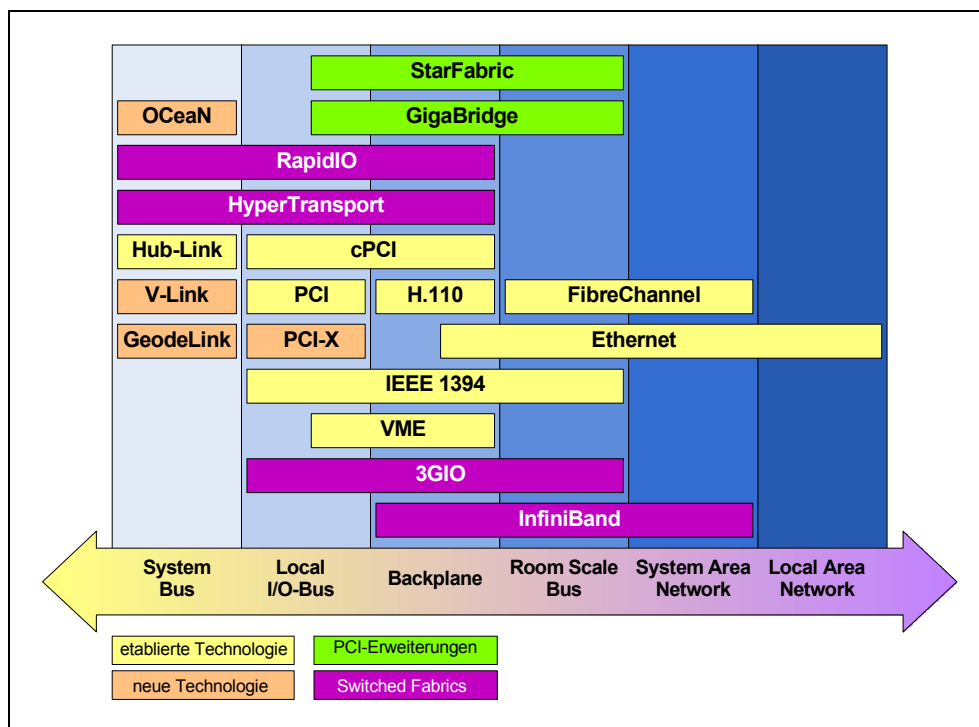 StarFabric
OCeaN GigaBridge
RapidIO
HyperTransport
Hub-Link cPCI
V-Link PCI H.110 FibreChannel
GeodeLink PCI-X Ethernet
IEEE 1394
VME
3GIO
InfiniBand
System Local Backplane Room Scale System Area Local Area
Bus I/O-Bus Bus Network Network
etablierte Technologie PCI-Erweiterungen
neue Technologie Switched Fabrics